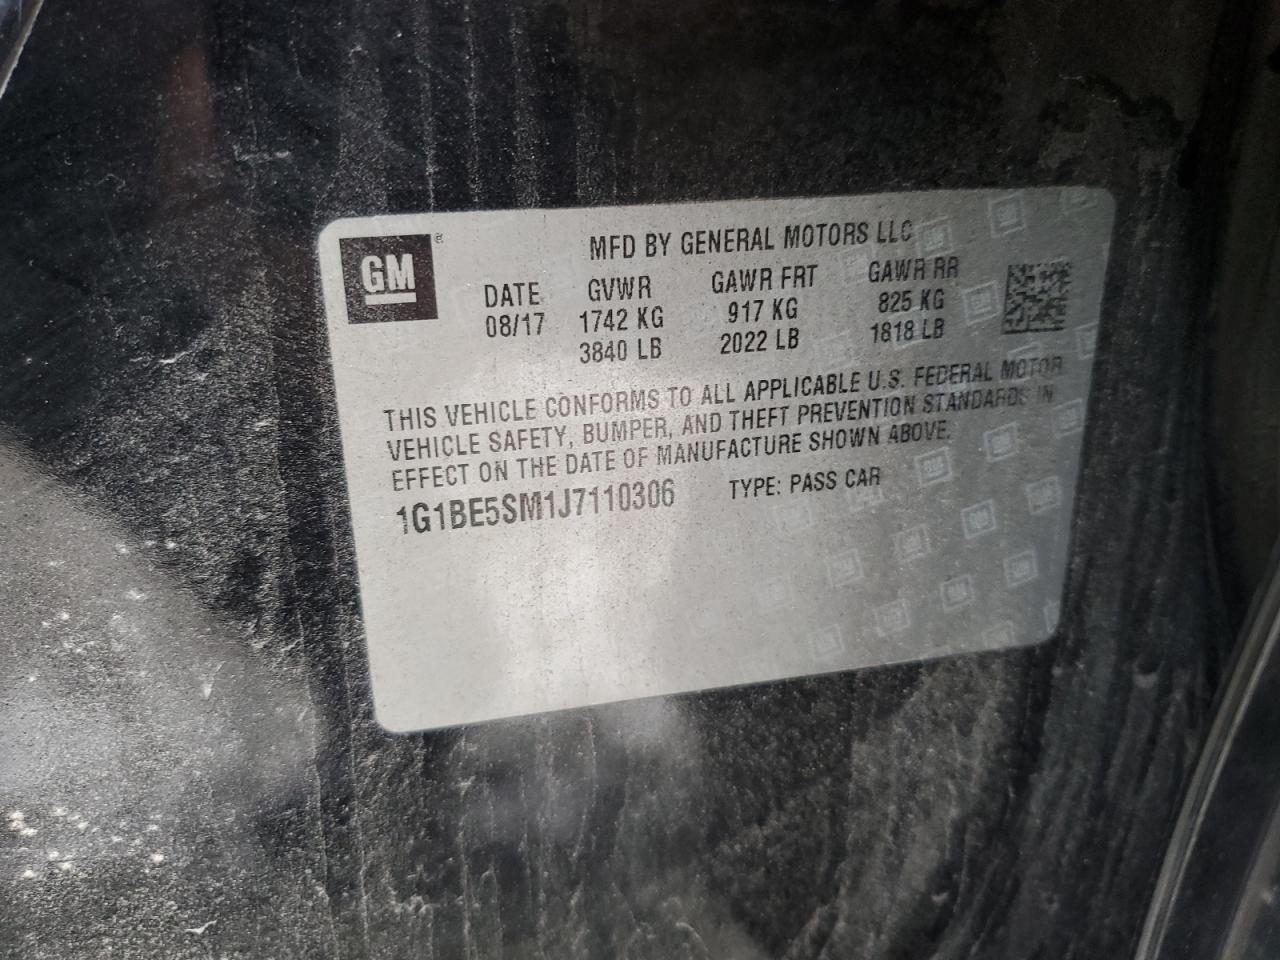 GM
MFD BY GENERAL MOTORS LLC
DATE GVWR GAWR FRT GAWR RR
08/17 1742 KG 917 KG 825 KG
3840 LB 2022 LB 1818 LB
THIS VEHICLE CONFORMS TO ALL APPLICABLE U.S. FEDERAL MOTOR
VEHICLE SAFETY, BUMPER, AND THEFT PREVENTION STANDARDS IN
EFFECT ON THE DATE OF MANUFACTURE SHOWN ABOVE.
1G1BE5SM1J7110306 TYPE: PASS CAR